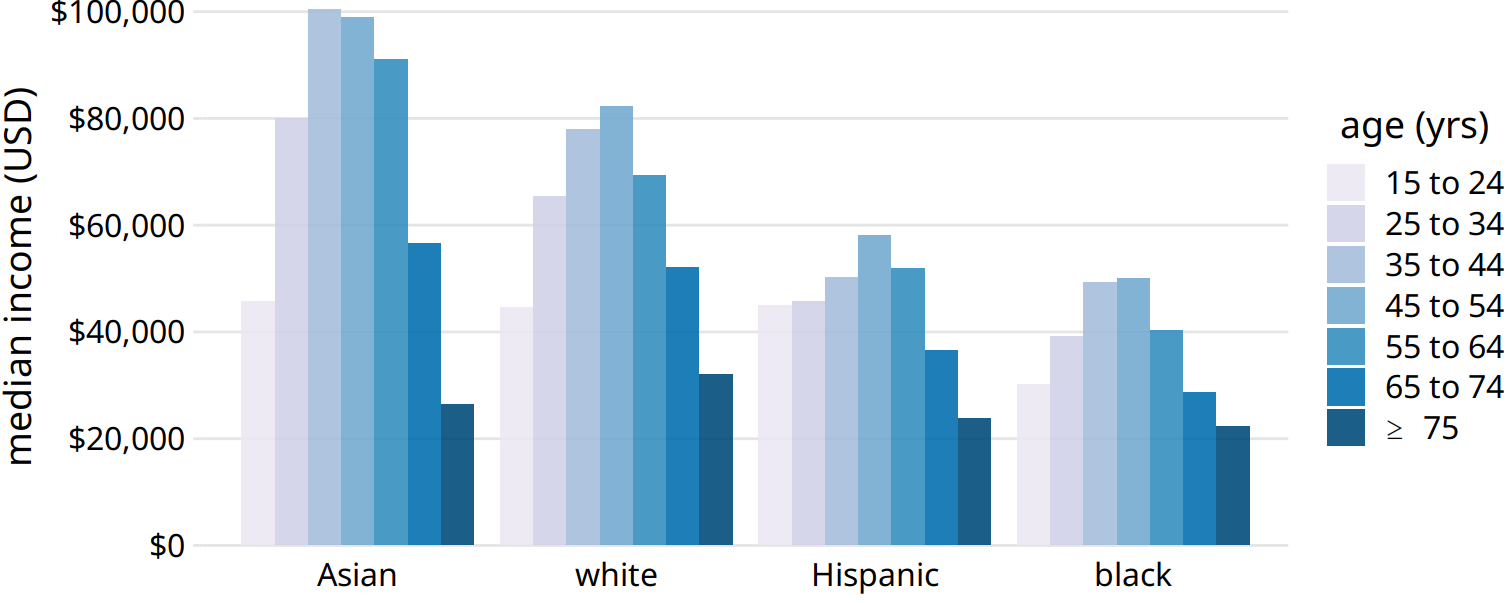 $100,000
$80,000
$60,000
$40,000
$20,000
$0
median income (USD)
Asian
white
Hispanic
black
age (yrs)
15 to 24
25 to 34
35 to 44
45 to 54
55 to 64
65 to 74
≥ 75